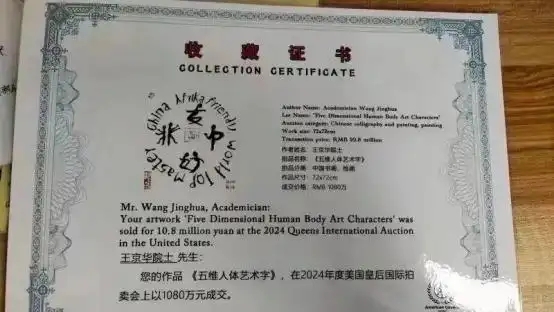 收藏证书
COLLECTION CERTIFICATE
China Afrika friendly World Top Master
Author Name: Academician Wang Jinghua
Lot Name: 'Five Dimensional Human Body Art Characters'
Auction category: Chinese calligraphy and painting, painting
Work size: 72x72cm
Transaction price: RMB 10.8 million
作者姓名: 王京华院士
拍品名称: 《五维人体艺术字》
拍品分类: 中国书画、绘画
作品尺寸: 72x72cm
成交价格: RMB 1080万
Mr. Wang Jinghua, Academician:
Your artwork 'Five Dimensional Human Body Art Characters' was
sold for 10.8 million yuan at the 2024 Queens International Auction
in the United States.
王京华院士 先生:
您的作品 《五维人体艺术字》, 在2024年度美国皇后国际拍
卖会上以1080万元成交。